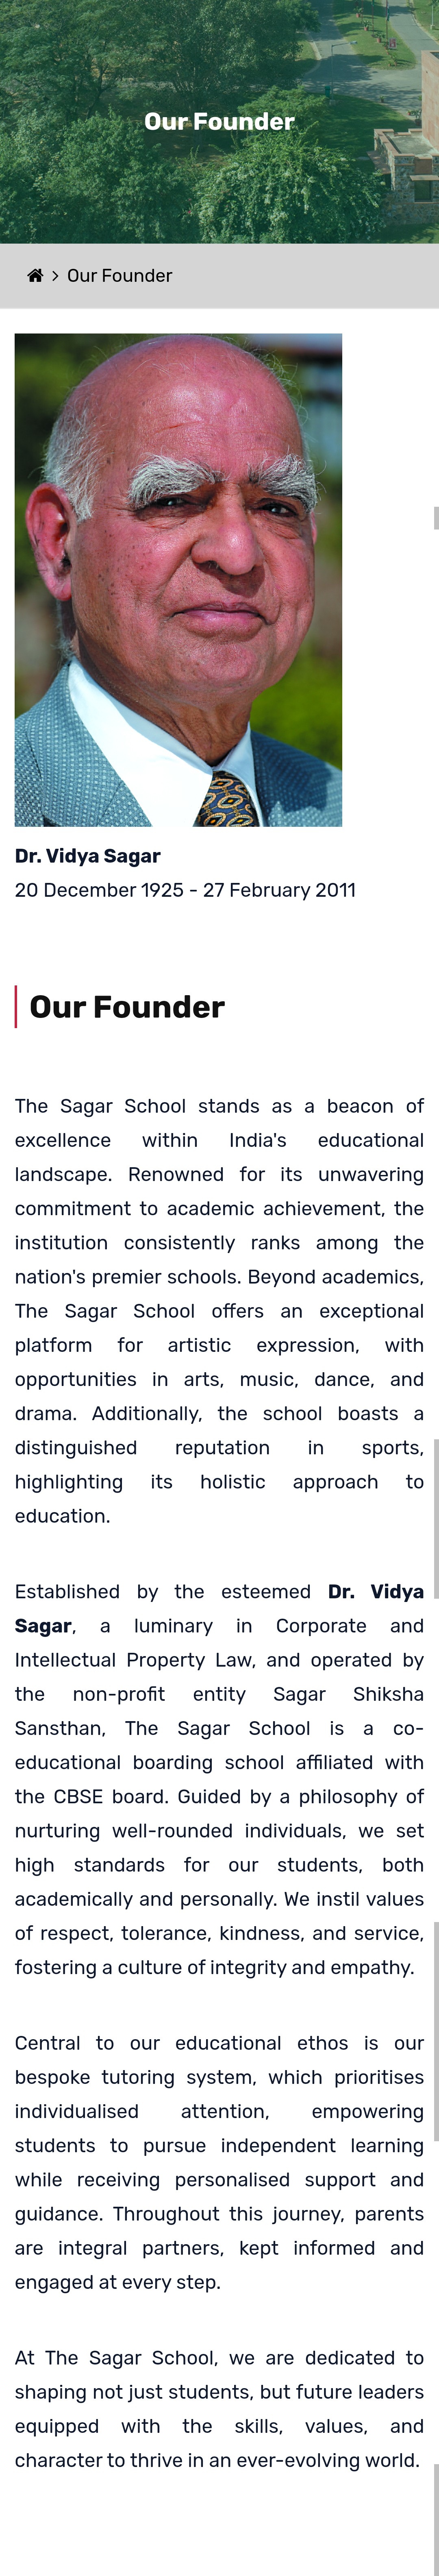 Our Founder
Our Founder
Dr. Vidya Sagar
20 December 1925 - 27 February 2011
Our Founder
The Sagar School stands as a beacon of
excellence within India's educational
landscape. Renowned for its unwavering
commitment to academic achievement, the
institution consistently ranks among the
nation's premier schools. Beyond academics,
The Sagar School offers an exceptional
platform for artistic expression, with
opportunities in arts, music, dance, and
drama. Additionally, the school boasts a
distinguished reputation in sports,
highlighting its holistic approach to
education.
Established by the esteemed Dr. Vidya
Sagar, a luminary in Corporate and
Intellectual Property Law, and operated by
the non-profit entity Sagar Shiksha
Sansthan, The Sagar School is a co-
educational boarding school affiliated with
the CBSE board. Guided by a philosophy of
nurturing well-rounded individuals, we set
high standards for our students, both
academically and personally. We instil values
of respect, tolerance, kindness, and service,
fostering a culture of integrity and empathy.
Central to our educational ethos is our
bespoke tutoring system, which prioritises
individualised attention, empowering
students to pursue independent learning
while receiving personalised support and
guidance. Throughout this journey, parents
are integral partners, kept informed and
engaged at every step.
At The Sagar School, we are dedicated to
shaping not just students, but future leaders
equipped with the skills, values, and
character to thrive in an ever-evolving world.